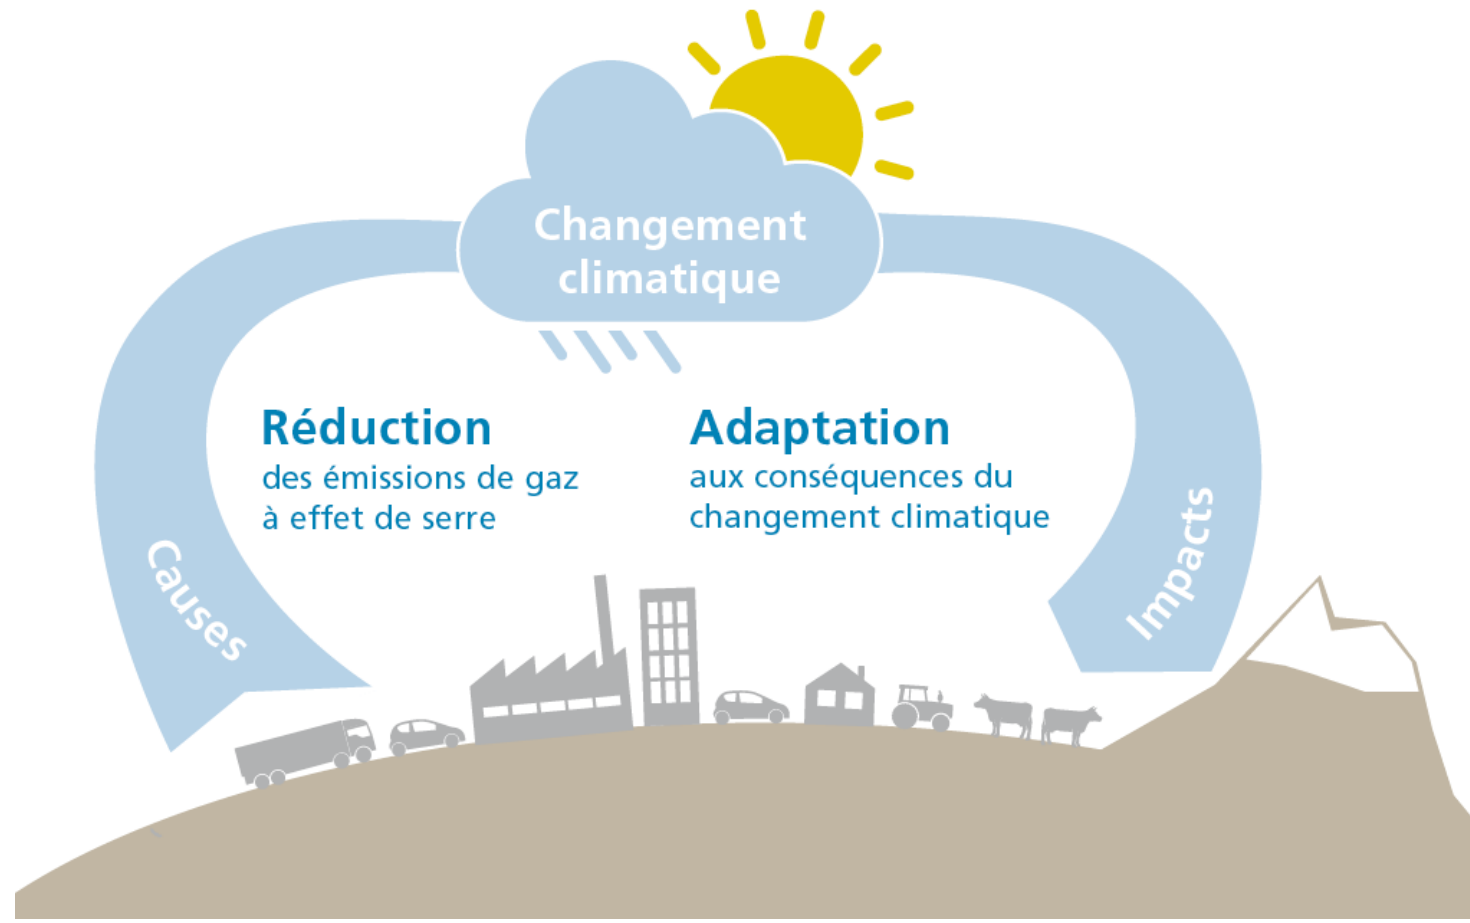 Changement
climatique
Réduction
des émissions de gaz
à effet de serre
Adaptation
aux conséquences du
changement climatique
Causes
Impacts